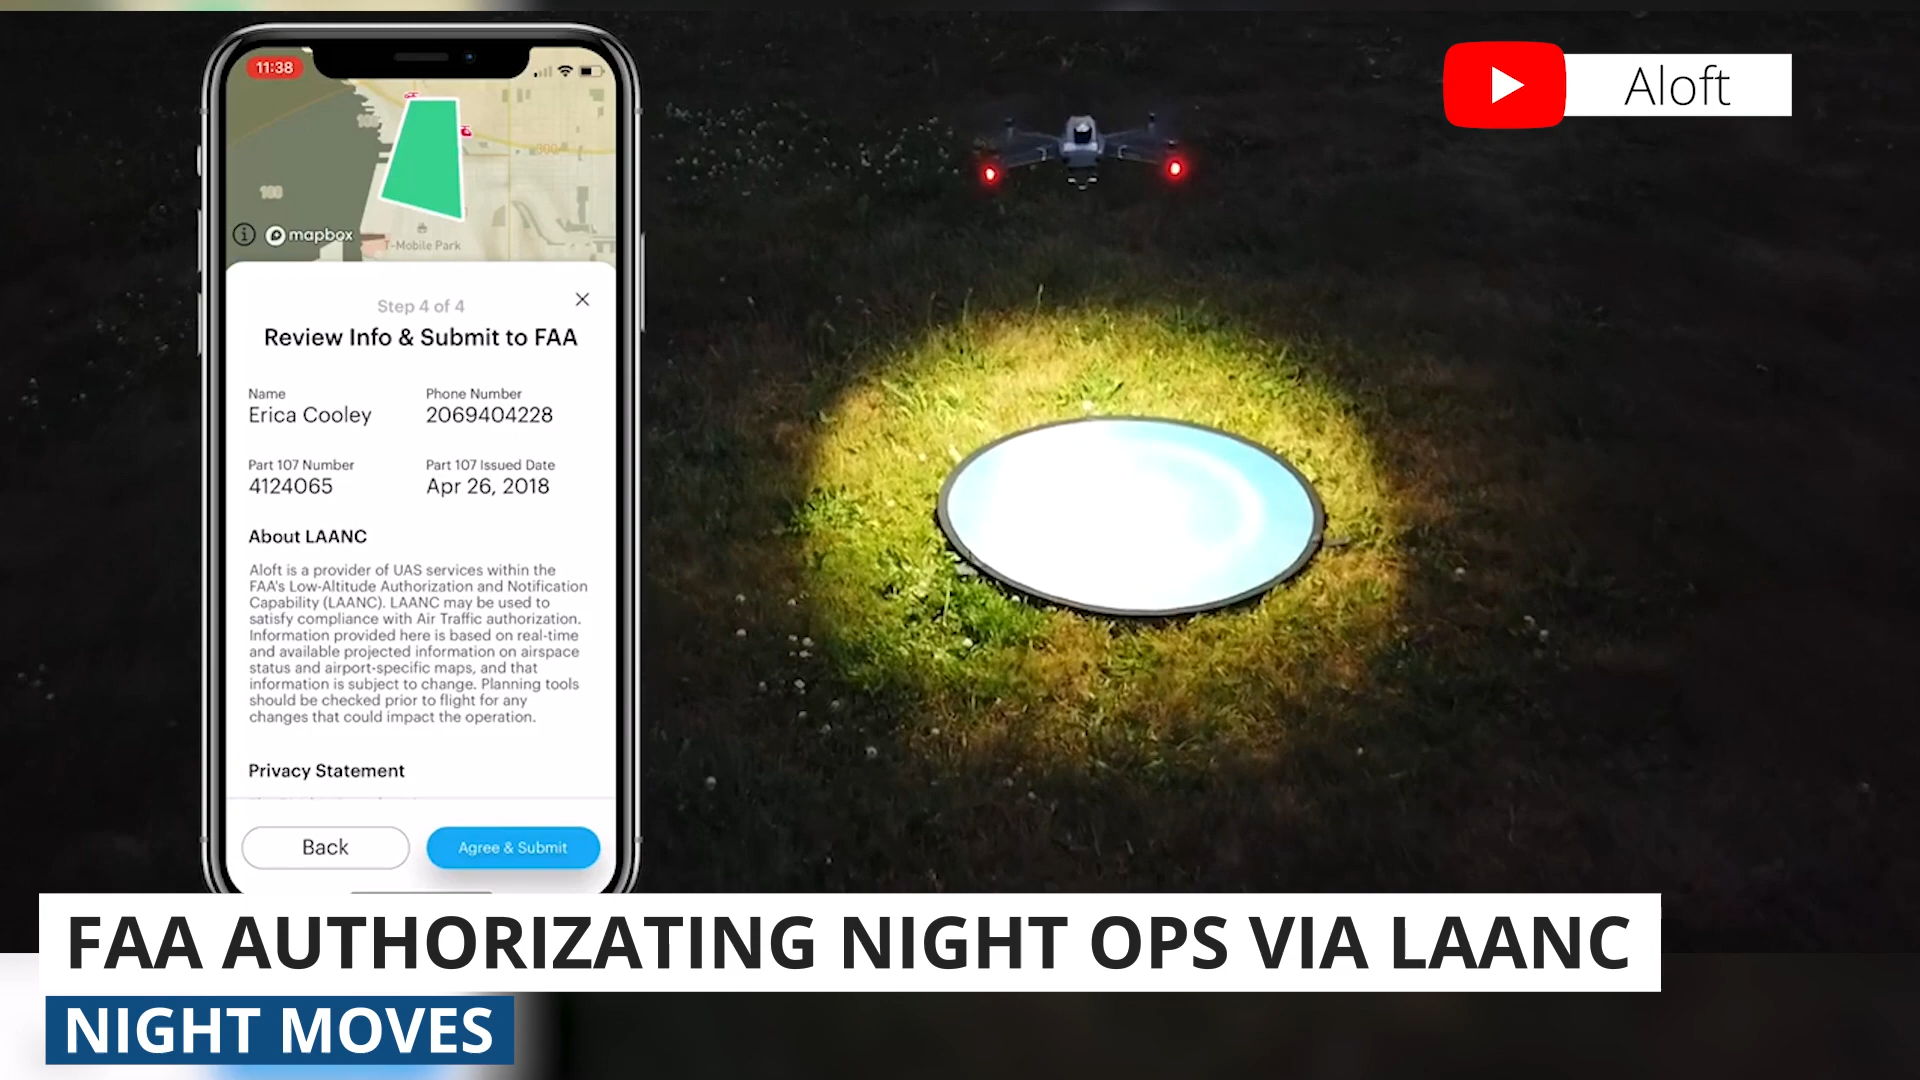 11:38
Aloft
100
300
100
mapbox
T-Mobile Park
Step 4 of 4
Review Info & Submit to FAA
Name
Erica Cooley
Phone Number
2069404228
Part 107 Number
4124065
Part 107 Issued Date
Apr 26, 2018
About LAANC
Aloft is a provider of UAS services within the
FAA's Low-Altitude Authorization and Notification
Capability (LAANC). LAANC may be used to
satisfy compliance with Air Traffic authorization.
Information provided here is based on real-time
and available projected information on airspace
status and airport-specific maps, and that
information is subject to change. Planning tools
should be checked prior to flight for any
changes that could impact the operation.
Privacy Statement
Back
Agree & Submit
FAA AUTHORIZATING NIGHT OPS VIA LAANC
NIGHT MOVES